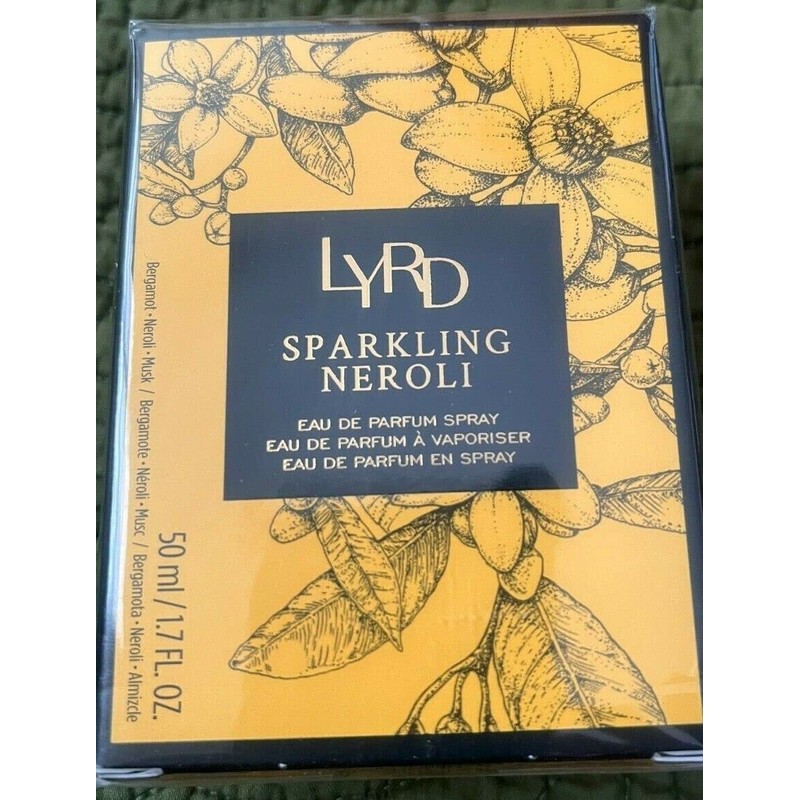 LYRD
SPARKLING
NEROLI
EAU DE PARFUM SPRAY
EAU DE PARFUM À VAPORISER
EAU DE PARFUM EN SPRAY
Bergamot • Neroli • Musk / Bergamote • Néroli • Musc / Bergamota • Neroli • Almizcle
50 ml / 1.7 FL. OZ.